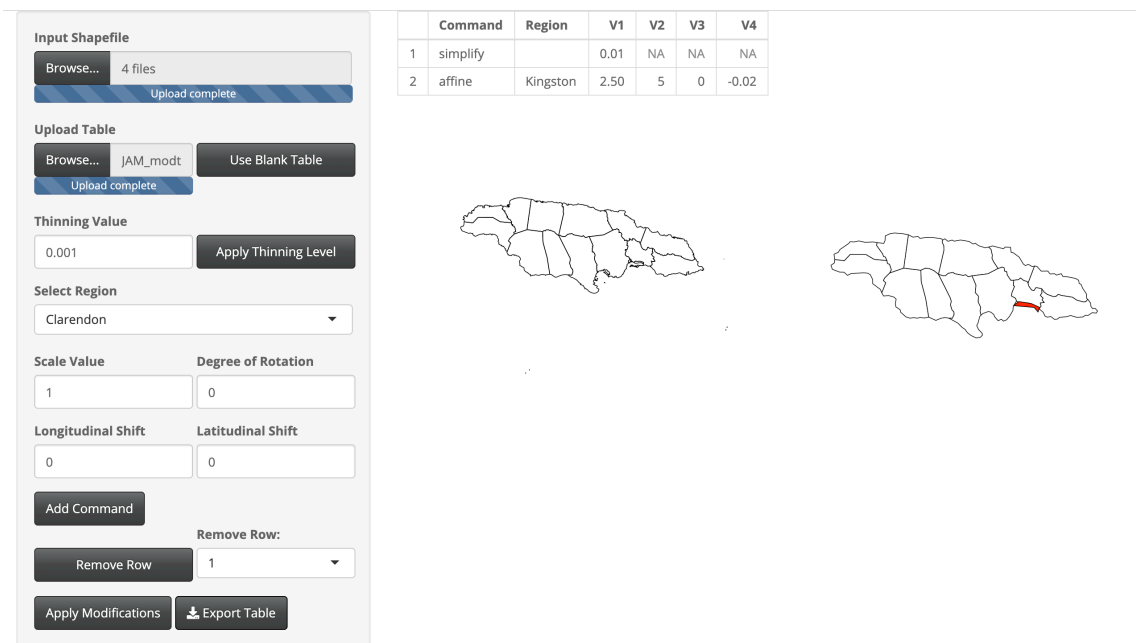 Input Shapefile
Browse... 4 files
Upload complete
Upload Table
Browse... JAM_modt Use Blank Table
Upload complete
Thinning Value
0.001 Apply Thinning Level
Select Region
Clarendon
Scale Value Degree of Rotation
1 0
Longitudinal Shift Latitudinal Shift
0 0
Add Command
Remove Row:
Remove Row 1
Apply Modifications Export Table
Command Region V1 V2 V3 V4
1 simplify 0.01 NA NA NA
2 affine Kingston 2.50 5 0 -0.02